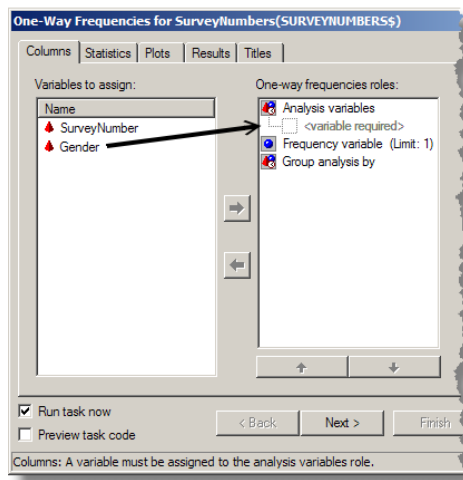 One-Way Frequencies for SurveyNumbers(SURVEYNUMBERS$)
Columns Statistics Plots Results Titles
Variables to assign:
Name
SurveyNumber
Gender
One-way frequencies roles:
Analysis variables
<variable required>
Frequency variable (Limit: 1)
Group analysis by
Run task now
Preview task code
< Back Next > Finish
Columns: A variable must be assigned to the analysis variables role.